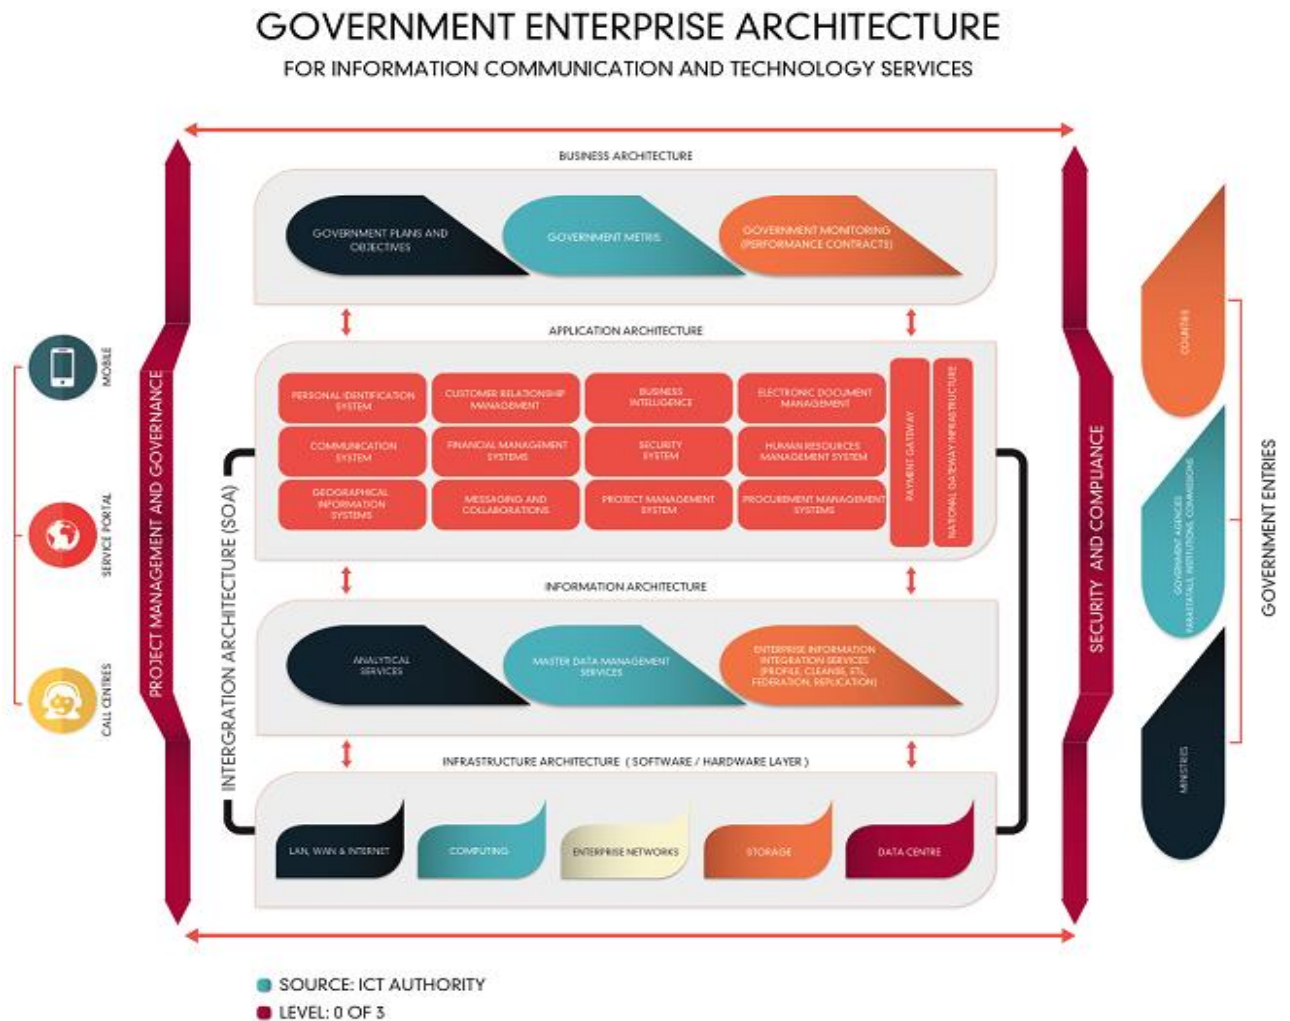 GOVERNMENT ENTERPRISE ARCHITECTURE
FOR INFORMATION COMMUNICATION AND TECHNOLOGY SERVICES
BUSINESS ARCHITECTURE
GOVERNMENT PLANS AND
OBJECTIVES
GOVERNMENT METRIS
GOVERNMENT MONITORING
(PERFORMANCE CONTRACTS)
APPLICATION ARCHITECTURE
PERSONAL IDENTIFICATION
SYSTEM
CUSTOMER RELATIONSHIP
MANAGEMENT
BUSINESS
INTELLIGENCE
ELECTRONIC DOCUMENT
MANAGEMENT
COMMUNICATION
SYSTEM
FINANCIAL MANAGEMENT
SYSTEMS
SECURITY
SYSTEM
HUMAN RESOURCES
MANAGEMENT SYSTEM
GEOGRAPHICAL
INFORMATION
SYSTEMS
MESSAGING AND
COLLABORATIONS
PROJECT MANAGEMENT
SYSTEM
PROCUREMENT MANAGEMENT
SYSTEMS
PAYMENT GATEWAY
NATIONAL GATEWAY INFRASTRUCTURE
INFORMATION ARCHITECTURE
ANALYTICAL
SERVICES
MASTER DATA MANAGEMENT
SERVICES
ENTERPRISE INFORMATION
INTEGRATION SERVICES
(PROFILE, CLEANSE, ETL,
FEDERATION, REPLICATION)
INFRASTRUCTURE ARCHITECTURE ( SOFTWARE / HARDWARE LAYER )
LAN, WAN & INTERNET
COMPUTING
ENTERPRISE NETWORKS
STORAGE
DATA CENTRE
MOBILE
SERVICE PORTAL
CALL CENTRES
PROJECT MANAGEMENT AND GOVERNANCE
INTERGRATION ARCHITECTURE (SOA)
SECURITY AND COMPLIANCE
COUNTIES
GOVERNMENT AGENCIES
PARASTATALS, INSTITUTIONS, COMMISSIONS
MINISTRIES
GOVERNMENT ENTRIES
SOURCE: ICT AUTHORITY
LEVEL: 0 OF 3